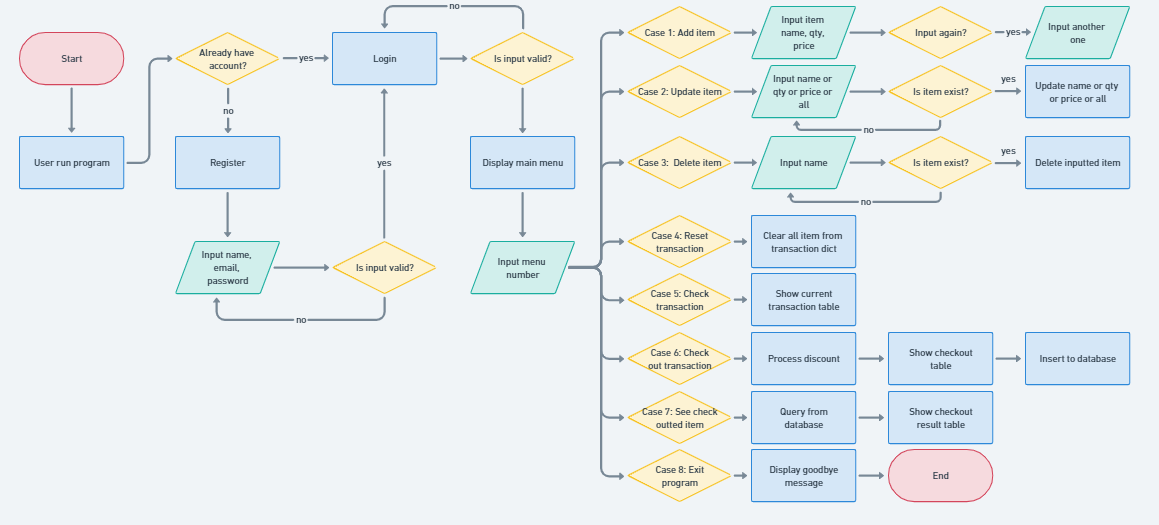 Start
User run program
Already have
account?
yes
no
Register
Input name,
email,
password
Is input valid?
no
yes
Login
no
Is input valid?
Display main menu
Input menu
number
Case 1: Add item
Input item
name, qty,
price
Input again?
yes
Input another
one
Case 2: Update item
Input name or
qty or price or
all
Is item exist?
yes
no
Update name or qty
or price or all
Case 3: Delete item
Input name
Is item exist?
yes
no
Delete inputted item
Case 4: Reset
transaction
Clear all item from
transaction dict
Case 5: Check
transaction
Show current
transaction table
Case 6: Check
out transaction
Process discount
Show checkout
table
Insert to database
Case 7: See check
outted item
Query from
database
Show checkout
result table
Case 8: Exit
program
Display goodbye
message
End